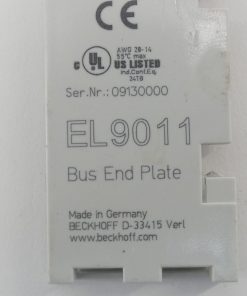 AWG 28-14
55°C max
c UL US LISTED
Ind.Cont.Eq.
24TB
Ser.Nr.: 09130000
EL9011
Bus End Plate
Made in Germany
BECKHOFF D-33415 Verl
www.beckhoff.com